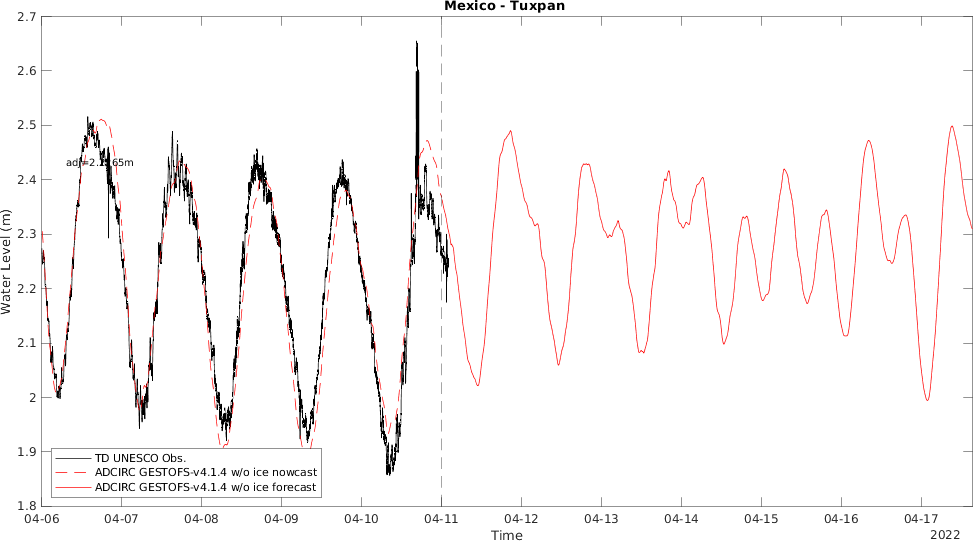 Mexico - Tuxpan
2.7
2.6
2.5
2.4
2.3
2.2
2.1
2
1.9
1.8
Water Level (m)
TD UNESCO Obs.
ADCIRC GESTOFS-v4.1.4 w/o ice nowcast
ADCIRC GESTOFS-v4.1.4 w/o ice forecast
04-06 04-07 04-08 04-09 04-10 04-11 04-12 04-13 04-14 04-15 04-16 04-17
Time
2022